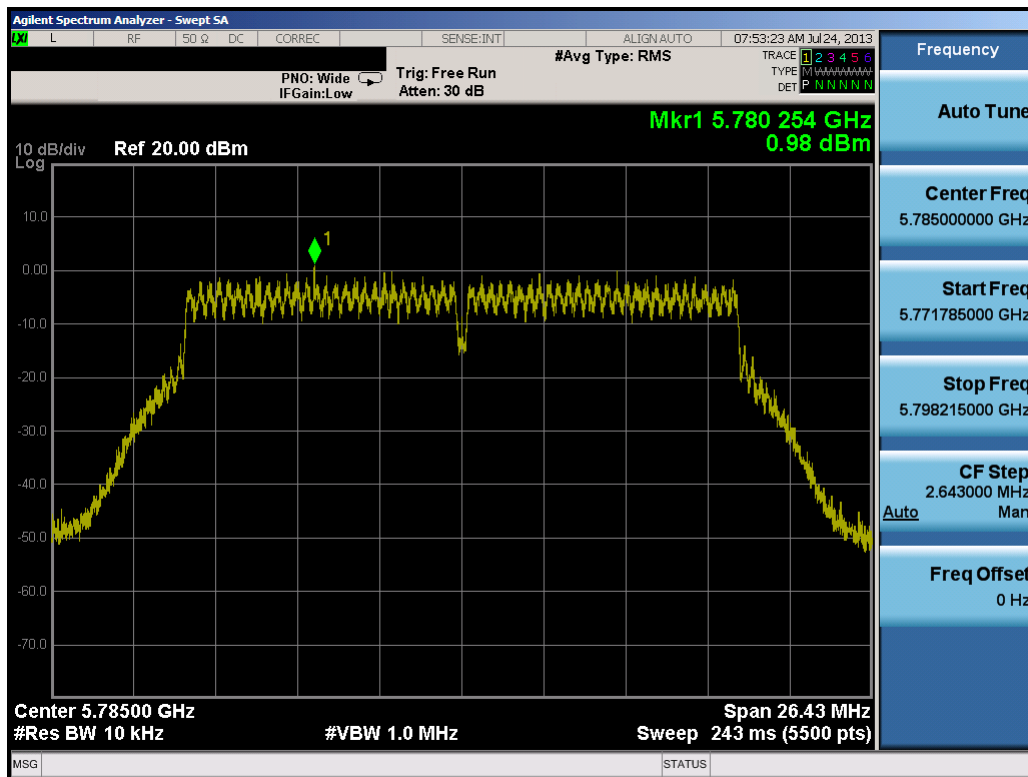 Agilent Spectrum Analyzer - Swept SA
LXI L RF 50 Ω DC CORREC SENSE:INT ALIGN AUTO 07:53:23 AM Jul 24, 2013
PNO: Wide
IFGain:Low
Trig: Free Run
Atten: 30 dB
#Avg Type: RMS
TRACE 1 2 3 4 5 6
TYPE M WWWWW
DET P N N N N N
Mkr1 5.780 254 GHz
0.98 dBm
10 dB/div
Log
Ref 20.00 dBm
10.0
0.00
-10.0
-20.0
-30.0
-40.0
-50.0
-60.0
-70.0
1
Center 5.78500 GHz
#Res BW 10 kHz
#VBW 1.0 MHz
Span 26.43 MHz
Sweep 243 ms (5500 pts)
MSG
STATUS
Frequency
Auto Tune
Center Freq
5.785000000 GHz
Start Freq
5.771785000 GHz
Stop Freq
5.798215000 GHz
CF Step
2.643000 MHz
Auto Man
Freq Offset
0 Hz